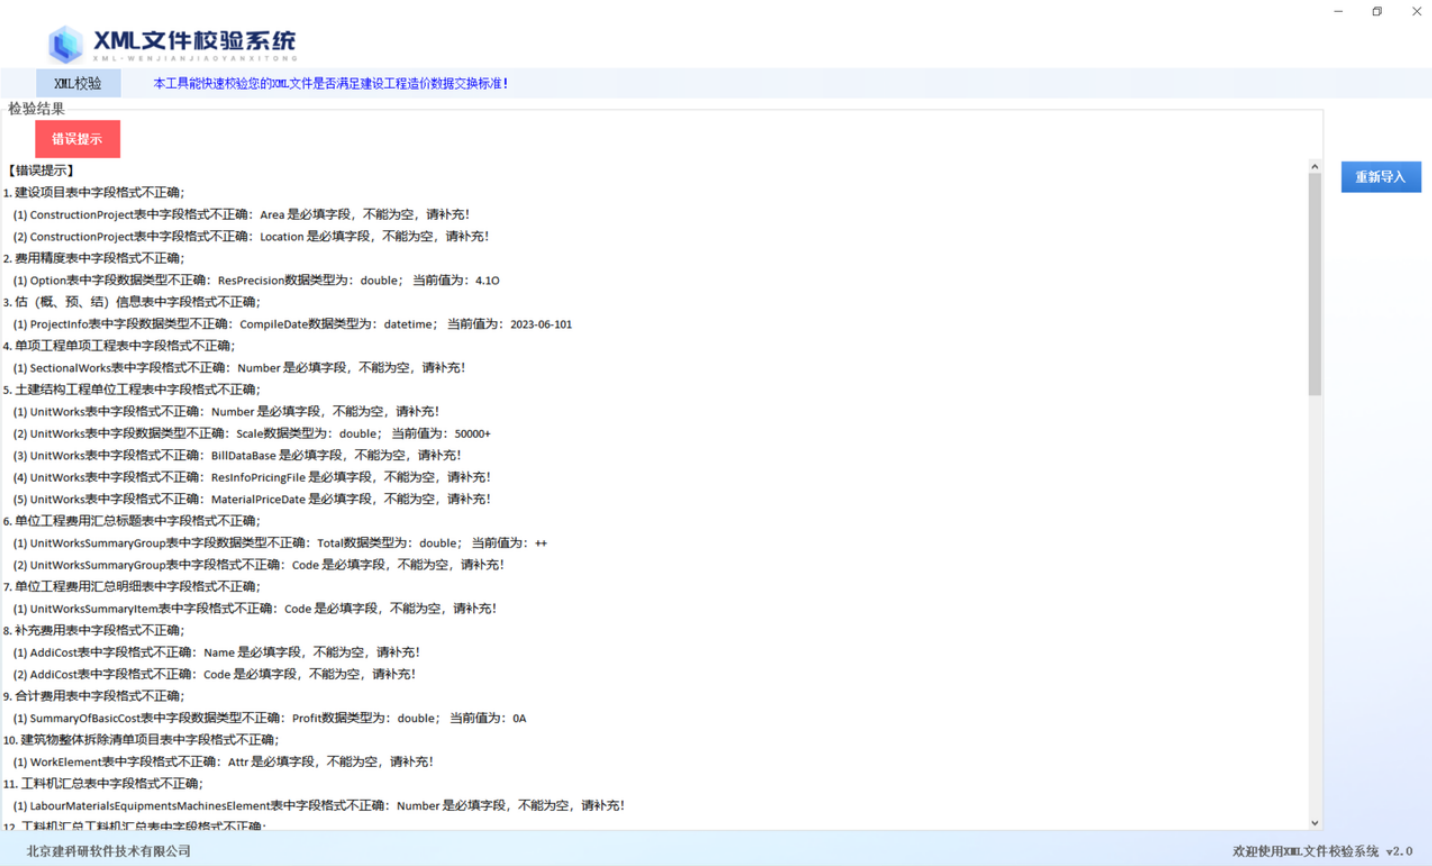 XML文件校验系统
XML-WENJIANJIAOYANXITONG
XML校验
本工具能快速校验您的XML文件是否满足建设工程造价数据交换标准！
检验结果
错误提示
重新导入
【错误提示】
1. 建设项目表中字段格式不正确;
(1) ConstructionProject表中字段格式不正确：Area 是必填字段，不能为空，请补充！
(2) ConstructionProject表中字段格式不正确：Location 是必填字段，不能为空，请补充！
2. 费用精度表中字段格式不正确;
(1) Option表中字段数据类型不正确：ResPrecision数据类型为：double； 当前值为：4.1O
3. 估（概、预、结）信息表中字段格式不正确;
(1) ProjectInfo表中字段数据类型不正确：CompileDate数据类型为：datetime； 当前值为：2023-06-101
4. 单项工程单项工程表中字段格式不正确;
(1) SectionalWorks表中字段格式不正确：Number 是必填字段，不能为空，请补充！
5. 土建结构工程单位工程表中字段格式不正确;
(1) UnitWorks表中字段格式不正确：Number 是必填字段，不能为空，请补充！
(2) UnitWorks表中字段数据类型不正确：Scale数据类型为：double； 当前值为：50000+
(3) UnitWorks表中字段格式不正确：BillDataBase 是必填字段，不能为空，请补充！
(4) UnitWorks表中字段格式不正确：ResInfoPricingFile 是必填字段，不能为空，请补充！
(5) UnitWorks表中字段格式不正确：MaterialPriceDate 是必填字段，不能为空，请补充！
6. 单位工程费用汇总标题表中字段格式不正确;
(1) UnitWorksSummaryGroup表中字段数据类型不正确：Total数据类型为：double； 当前值为：++
(2) UnitWorksSummaryGroup表中字段格式不正确：Code 是必填字段，不能为空，请补充！
7. 单位工程费用汇总明细表中字段格式不正确;
(1) UnitWorksSummaryItem表中字段格式不正确：Code 是必填字段，不能为空，请补充！
8. 补充费用表中字段格式不正确;
(1) AddiCost表中字段格式不正确：Name 是必填字段，不能为空，请补充！
(2) AddiCost表中字段格式不正确：Code 是必填字段，不能为空，请补充！
9. 合计费用表中字段格式不正确;
(1) SummaryOfBasicCost表中字段数据类型不正确：Profit数据类型为：double； 当前值为：0A
10. 建筑物整体拆除清单项目表中字段格式不正确;
(1) WorkElement表中字段格式不正确：Attr 是必填字段，不能为空，请补充！
11. 工料机汇总表中字段格式不正确;
(1) LabourMaterialsEquipmentsMachinesElement表中字段格式不正确：Number 是必填字段，不能为空，请补充！
12. 工料机汇总工料机汇总表中字段格式不正确;
北京建科研软件技术有限公司
欢迎使用XML文件校验系统 v2.0